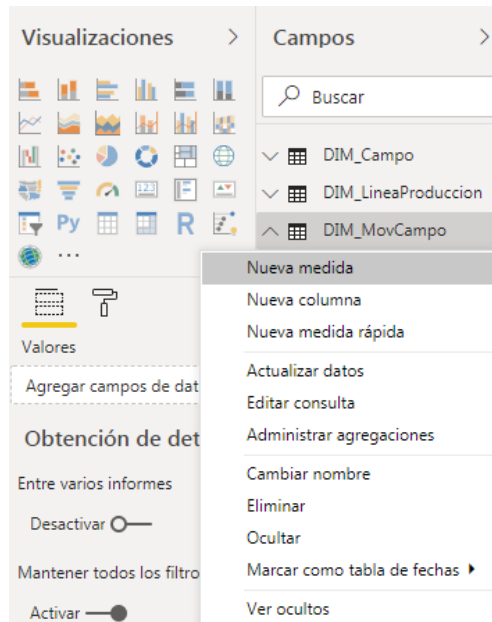 Visualizaciones
Campos
Buscar
DIM_Campo
DIM_LineaProduccion
DIM_MovCampo
123
Py
R
Nueva medida
Nueva columna
Nueva medida rápida
Actualizar datos
Editar consulta
Administrar agregaciones
Cambiar nombre
Eliminar
Ocultar
Marcar como tabla de fechas
Ver ocultos
Valores
Agregar campos de dat
Obtención de det
Entre varios informes
Desactivar
Mantener todos los filtro
Activar